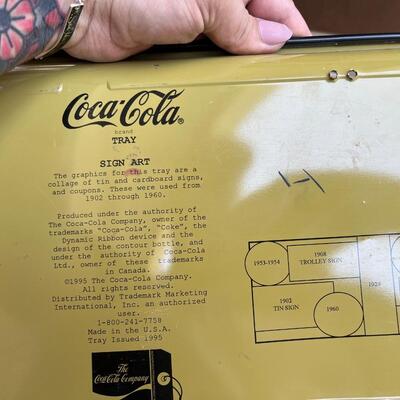 Coca-Cola®
brand
TRAY
SIGN ART
The graphics for this tray are a
collage of tin and cardboard signs,
and coupons. These were used from
1902 through 1960.
Produced under the authority of
The Coca-Cola Company, owner of the
trademarks "Coca-Cola", "Coke", the
Dynamic Ribbon device and the
design of the contour bottle, and
under the authority of Coca-Cola
Ltd., owner of these trademarks
in Canada.
©1995 The Coca-Cola Company.
All rights reserved.
Distributed by Trademark Marketing
International, Inc. an authorized
user.
1-800-241-7758
Made in the U.S.A.
Tray Issued 1995
The
Coca-Cola Company
1953-1954
1908
TROLLEY SIGN
1902
TIN SIGN
1960